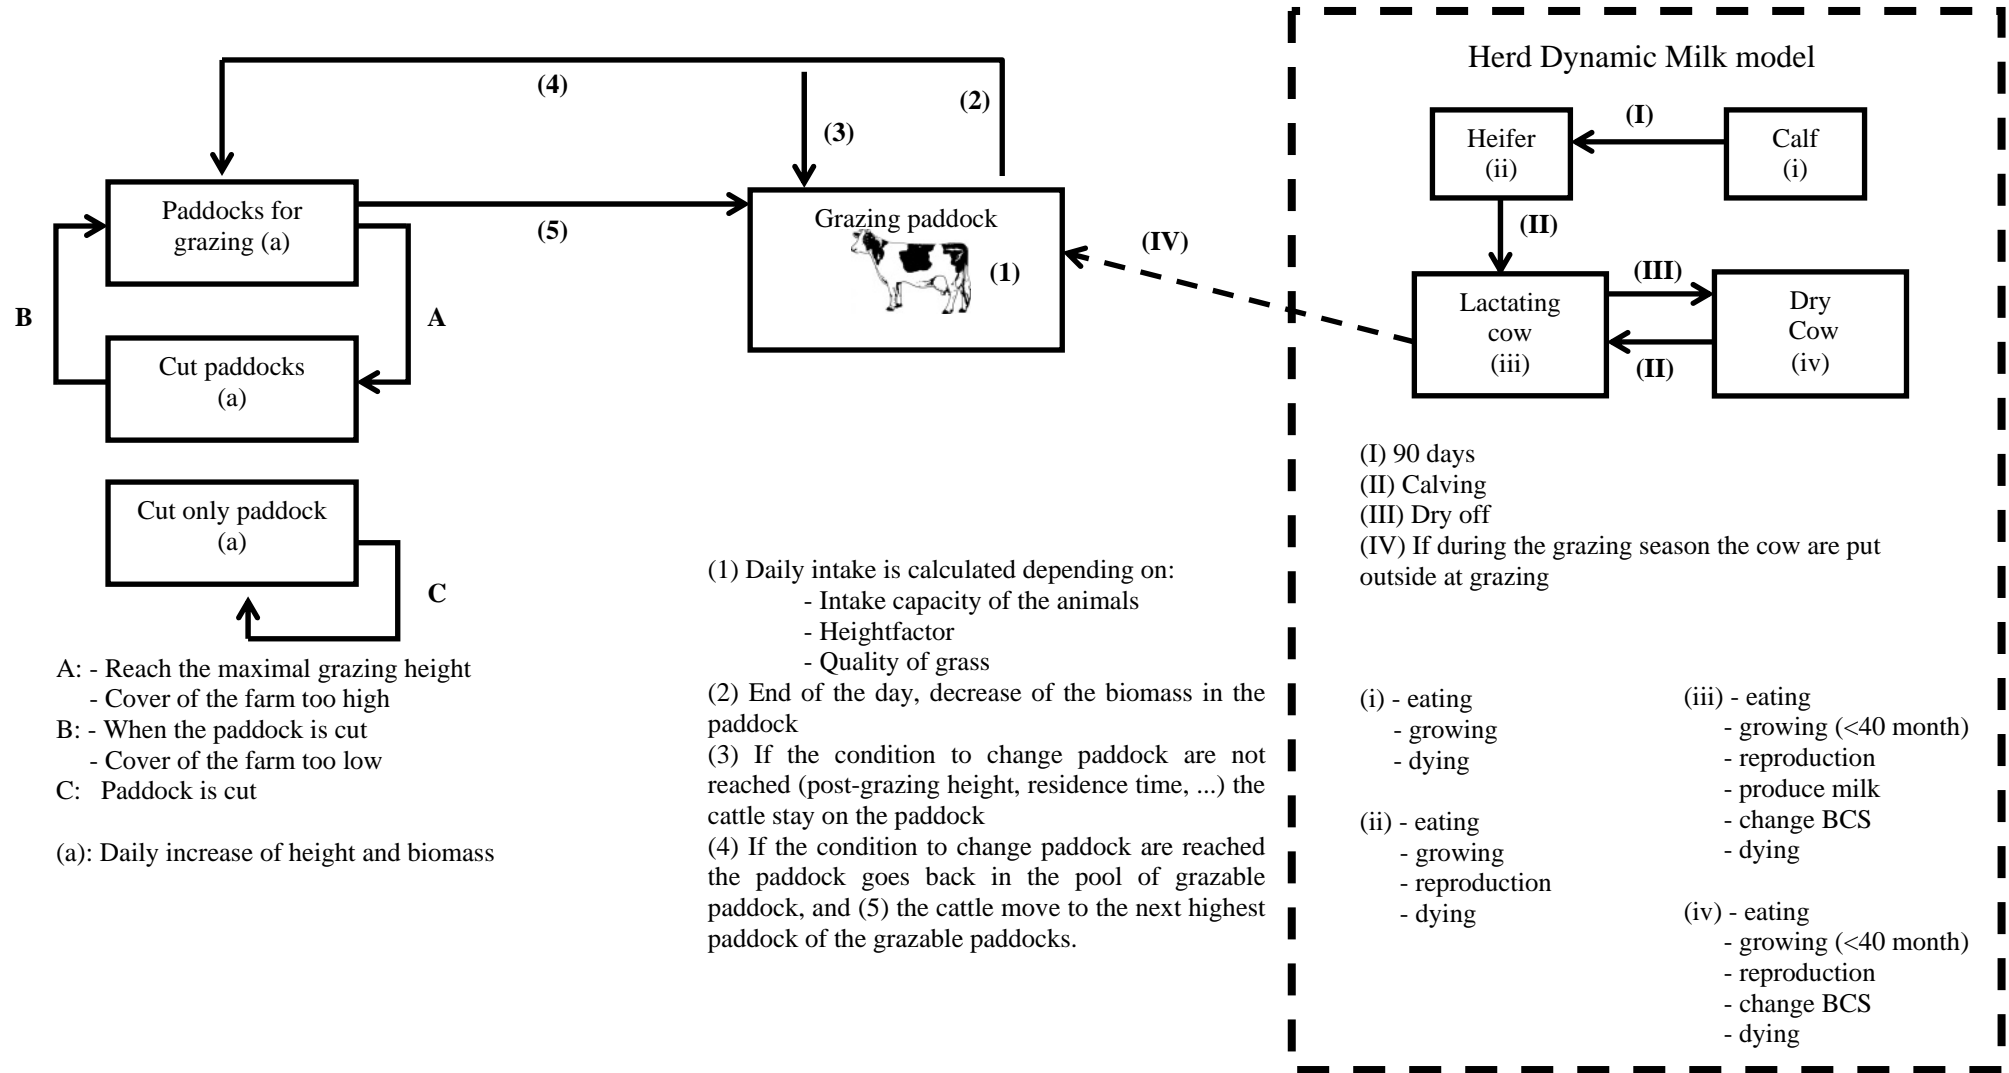 Herd Dynamic Milk model
(4)
(2)
(3)
(I)
Heifer
(ii)
Calf
(i)
Paddocks for
grazing (a)
(5)
Grazing paddock
(1)
(IV)
(II)
(III)
Lactating
cow
(iii)
Dry
Cow
(iv)
(II)
B
A
Cut paddocks
(a)
Cut only paddock
(a)
C
A: - Reach the maximal grazing height
- Cover of the farm too high
B: - When the paddock is cut
- Cover of the farm too low
C: Paddock is cut
(a): Daily increase of height and biomass
(1) Daily intake is calculated depending on:
- Intake capacity of the animals
- Heightfactor
- Quality of grass
(2) End of the day, decrease of the biomass in the
paddock
(3) If the condition to change paddock are not
reached (post-grazing height, residence time, ...) the
cattle stay on the paddock
(4) If the condition to change paddock are reached
the paddock goes back in the pool of grazable
paddock, and (5) the cattle move to the next highest
paddock of the grazable paddocks.
(I) 90 days
(II) Calving
(III) Dry off
(IV) If during the grazing season the cow are put
outside at grazing
(i) - eating
- growing
- dying
(ii) - eating
- growing
- reproduction
- dying
(iii) - eating
- growing (<40 month)
- reproduction
- produce milk
- change BCS
- dying
(iv) - eating
- growing (<40 month)
- reproduction
- change BCS
- dying